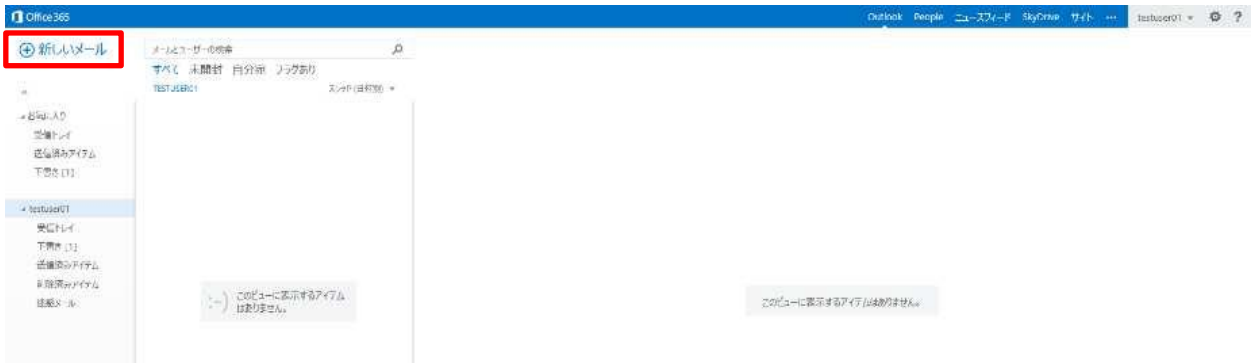 Office 365
Outlook People ニュースフィード SkyDrive サイト ··· testuser01 ?
新しいメール
メールとユーザーの検索
すべて 未開封 自分宛 フラグあり
TESTUSER01 スレッド (日付別)
お気に入り
受信トレイ
送信済みアイテム
下書き [1]
testuser01
受信トレイ
下書き [1]
送信済みアイテム
削除済みアイテム
迷惑メール
:-) このビューに表示するアイテム
はありません。
このビューに表示するアイテムはありません。